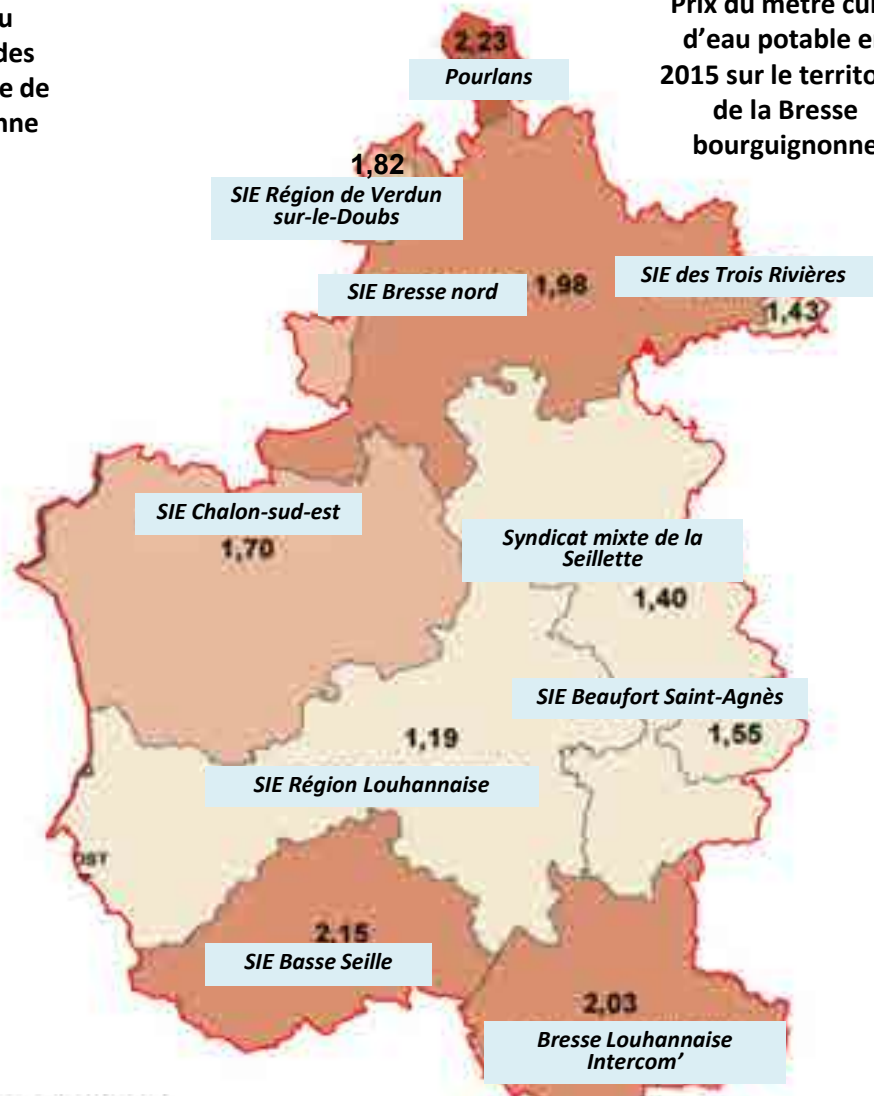 u
des
e de
nne
Prix du mètre cu
d'eau potable e
2015 sur le territo
de la Bresse
bourguignonne
2,23
Pourlans
1,82
SIE Région de Verdun
sur-le-Doubs
SIE Bresse nord
1,98
SIE des Trois Rivières
1,43
SIE Chalon-sud-est
1,70
Syndicat mixte de la
Seillette
1,40
SIE Beaufort Saint-Agnès
1,55
1,19
SIE Région Louhannaise
OST
2,15
SIE Basse Seille
2,03
Bresse Louhannaise
Intercom'